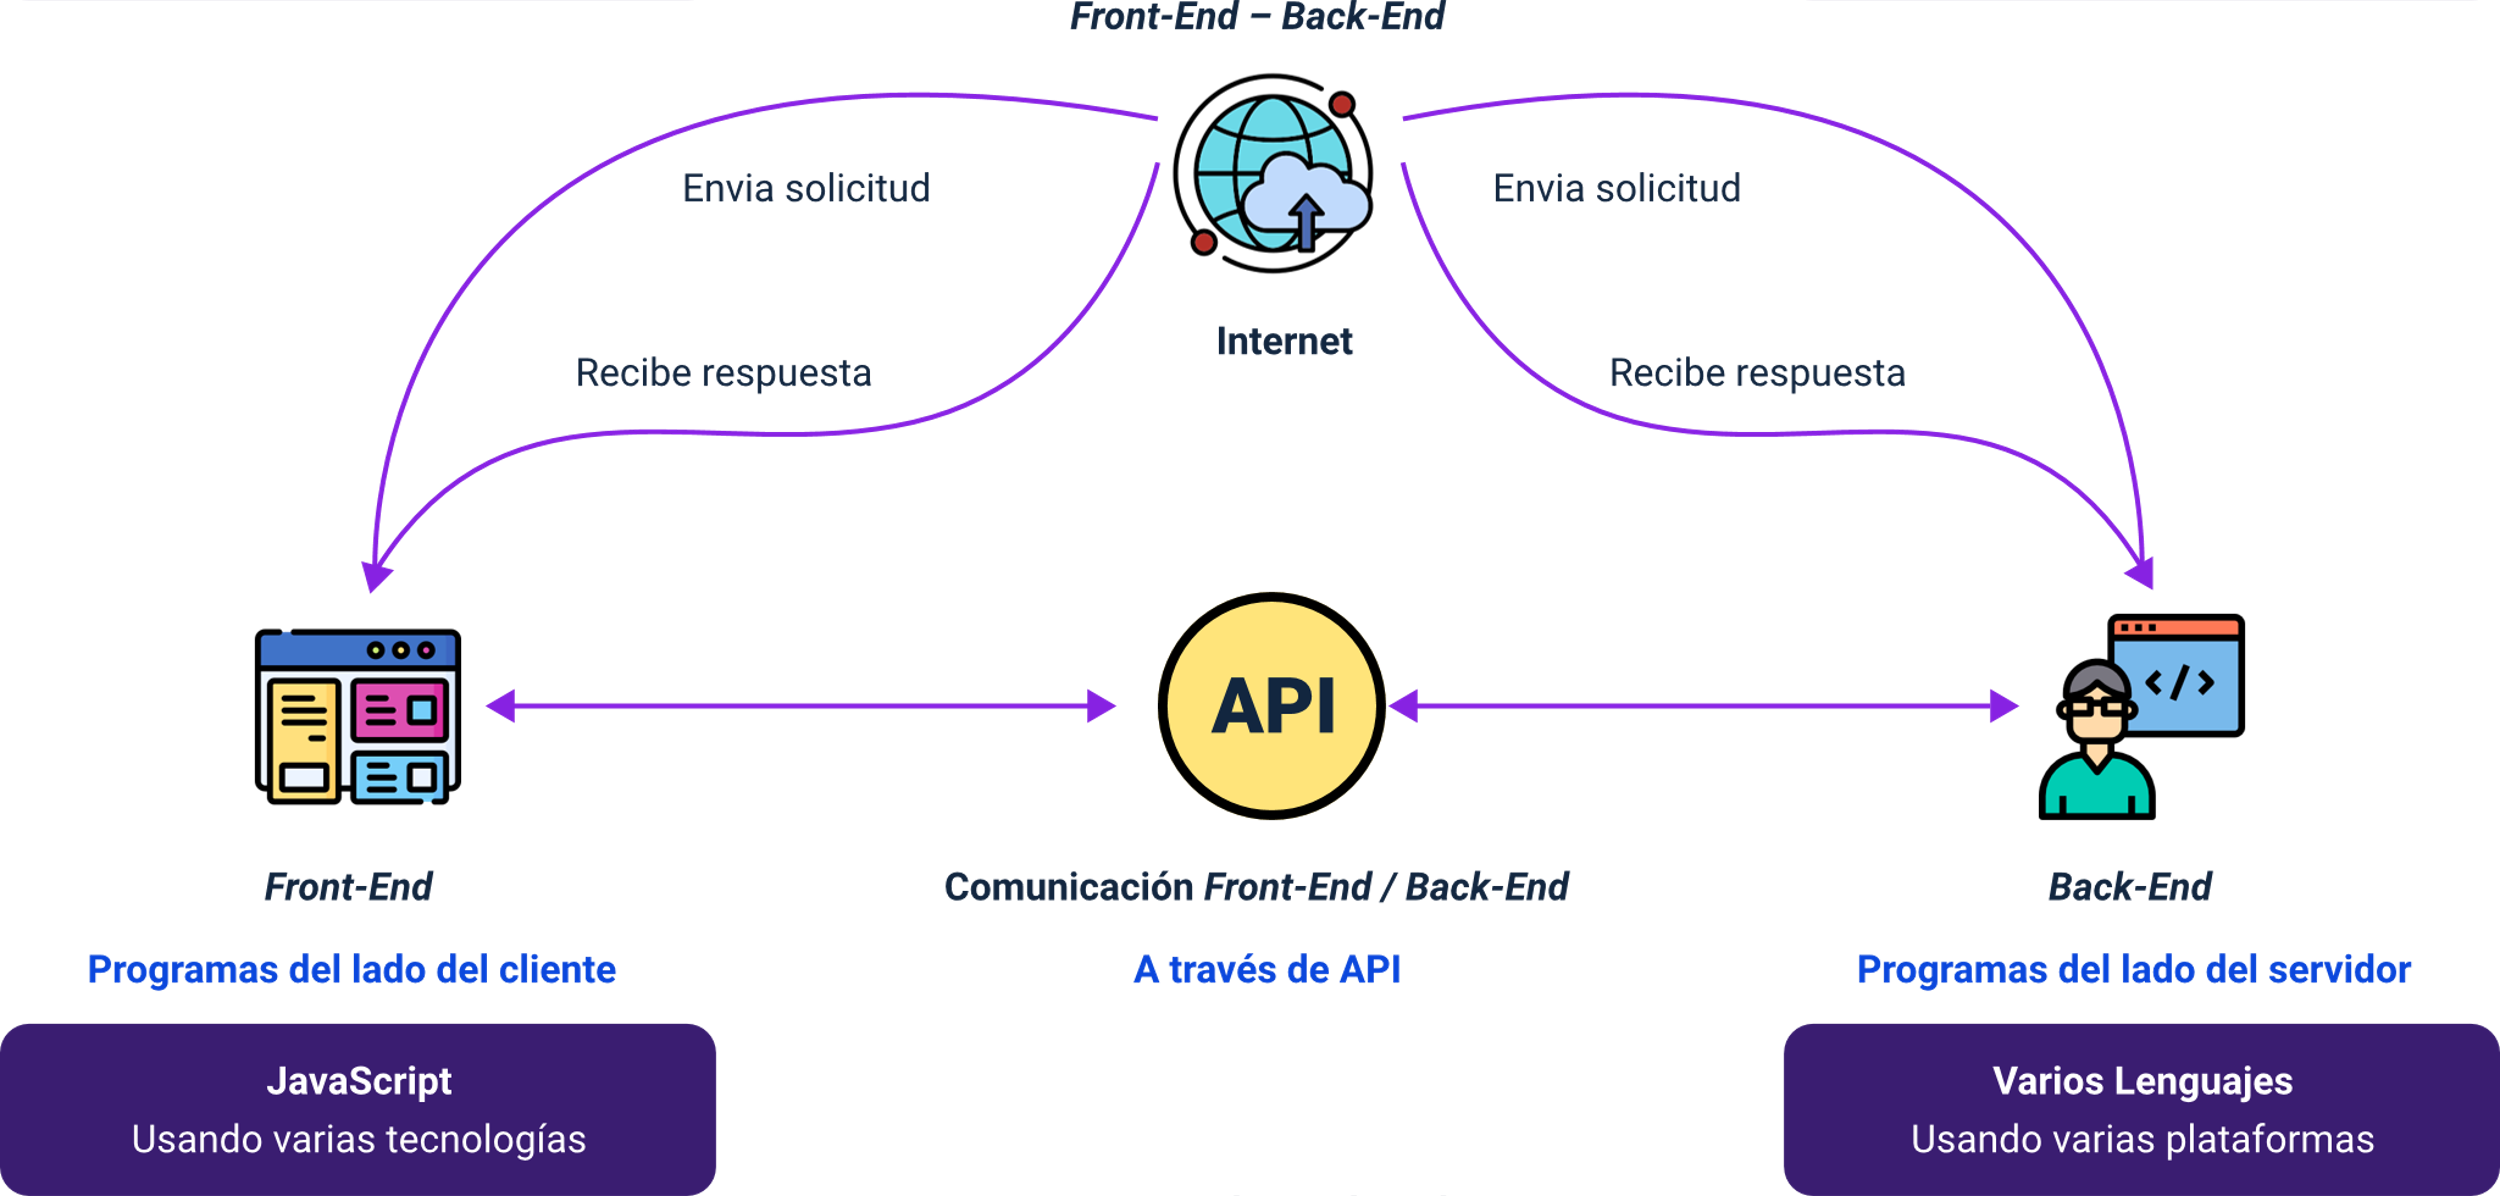 Front-End – Back-End
Envia solicitud
Envia solicitud
Internet
Recibe respuesta
Recibe respuesta
API
Front-End
Comunicación Front-End / Back-End
Back-End
Programas del lado del cliente
A través de API
Programas del lado del servidor
JavaScript
Usando varias tecnologías
Varios Lenguajes
Usando varias plataformas